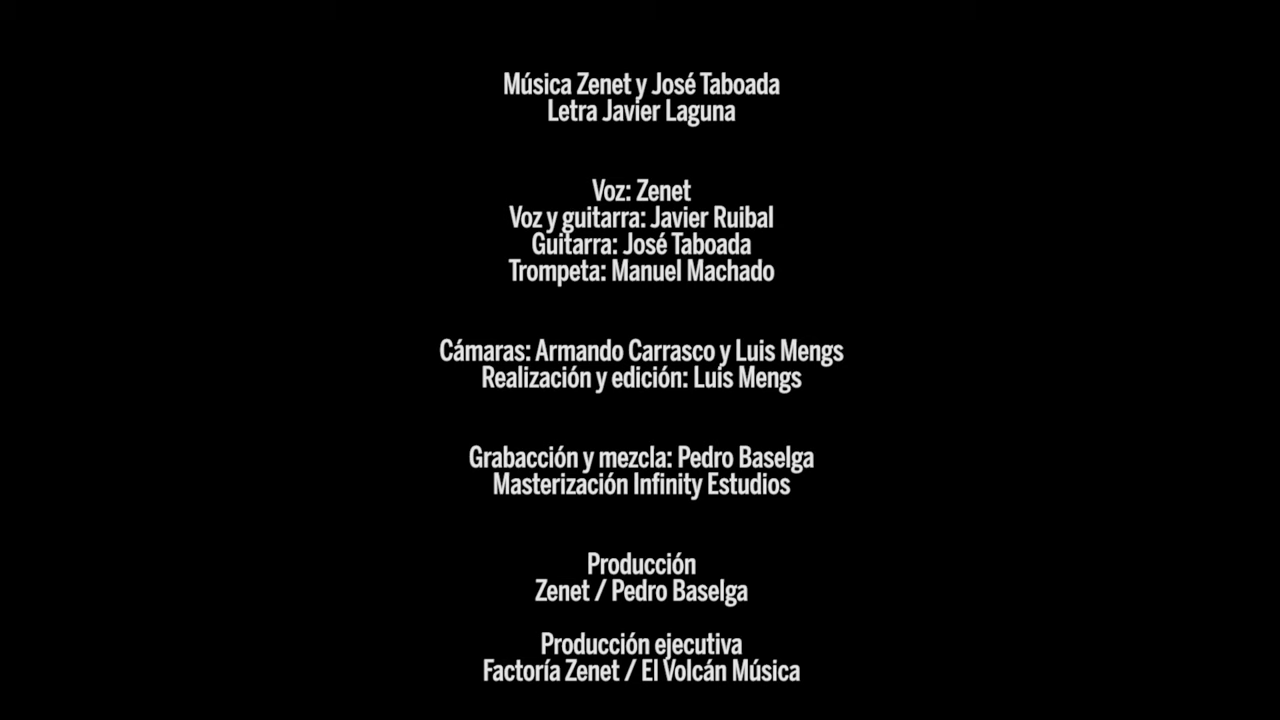 Música Zenet y José Taboada
Letra Javier Laguna
Voz: Zenet
Voz y guitarra: Javier Ruibal
Guitarra: José Taboada
Trompeta: Manuel Machado
Cámaras: Armando Carrasco y Luis Mengs
Realización y edición: Luis Mengs
Grabacción y mezcla: Pedro Baselga
Masterización Infinity Estudios
Producción
Zenet / Pedro Baselga
Producción ejecutiva
Factoría Zenet / El Volcán Música